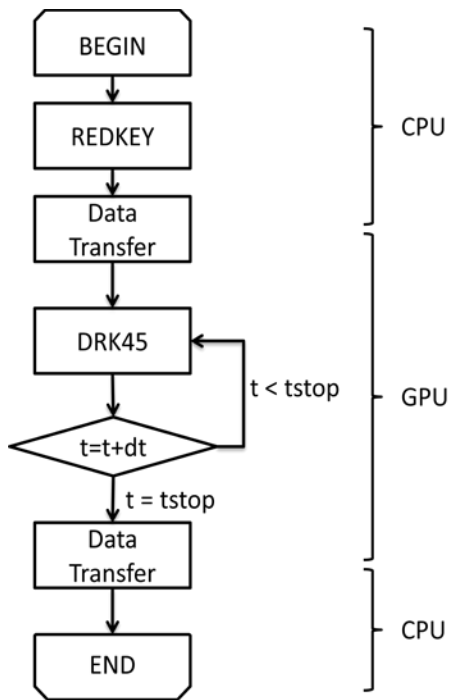 BEGIN
CPU
REDKEY
Data
Transfer
DRK45
t < tstop
GPU
t=t+dt
t = tstop
Data
Transfer
CPU
END